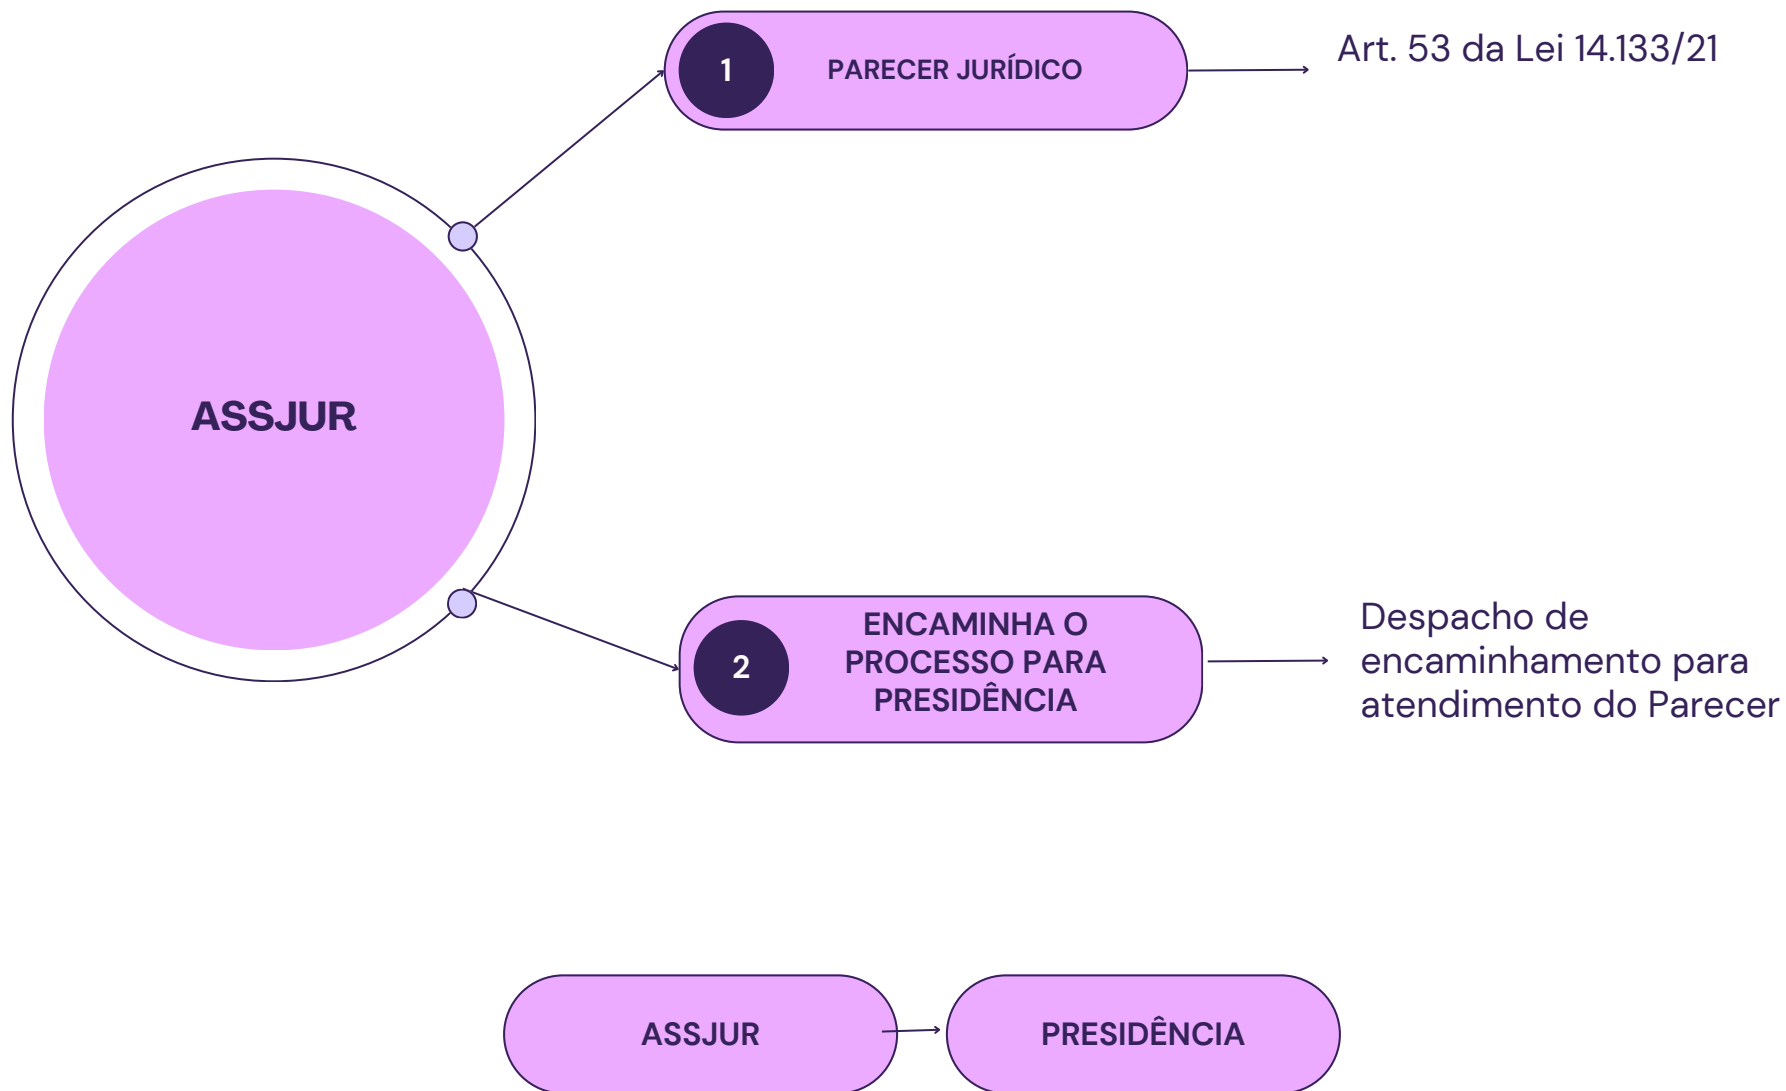 1
PARECER JURÍDICO
Art. 53 da Lei 14.133/21
ASSJUR
2
ENCAMINHA O
PROCESSO PARA
PRESIDÊNCIA
Despacho de
encaminhamento para
atendimento do Parecer
ASSJUR
PRESIDÊNCIA